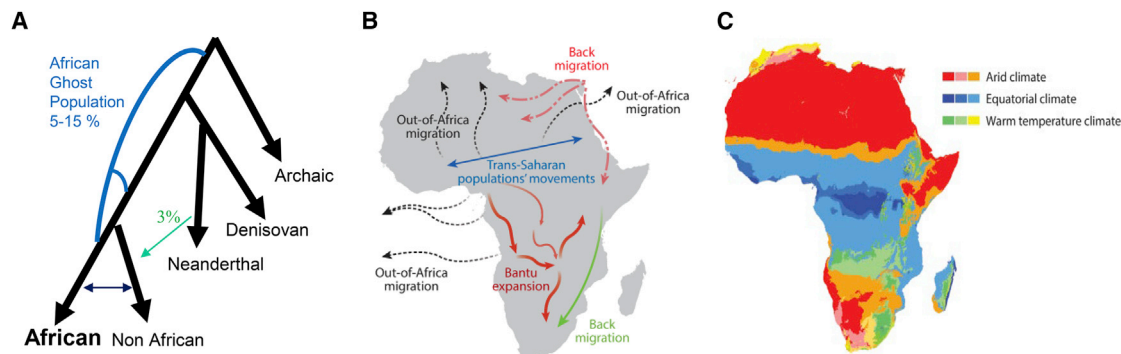 A
African
Ghost
Population
5-15 %
Archaic
Denisovan
3%
Neanderthal
African
Non African
B
Back
migration
Out-of-Africa
migration
Out-of-Africa
migration
Trans-Saharan
populations' movements
Out-of-Africa
migration
Bantu
expansion
Back
migration
C
Arid climate
Equatorial climate
Warm temperature climate